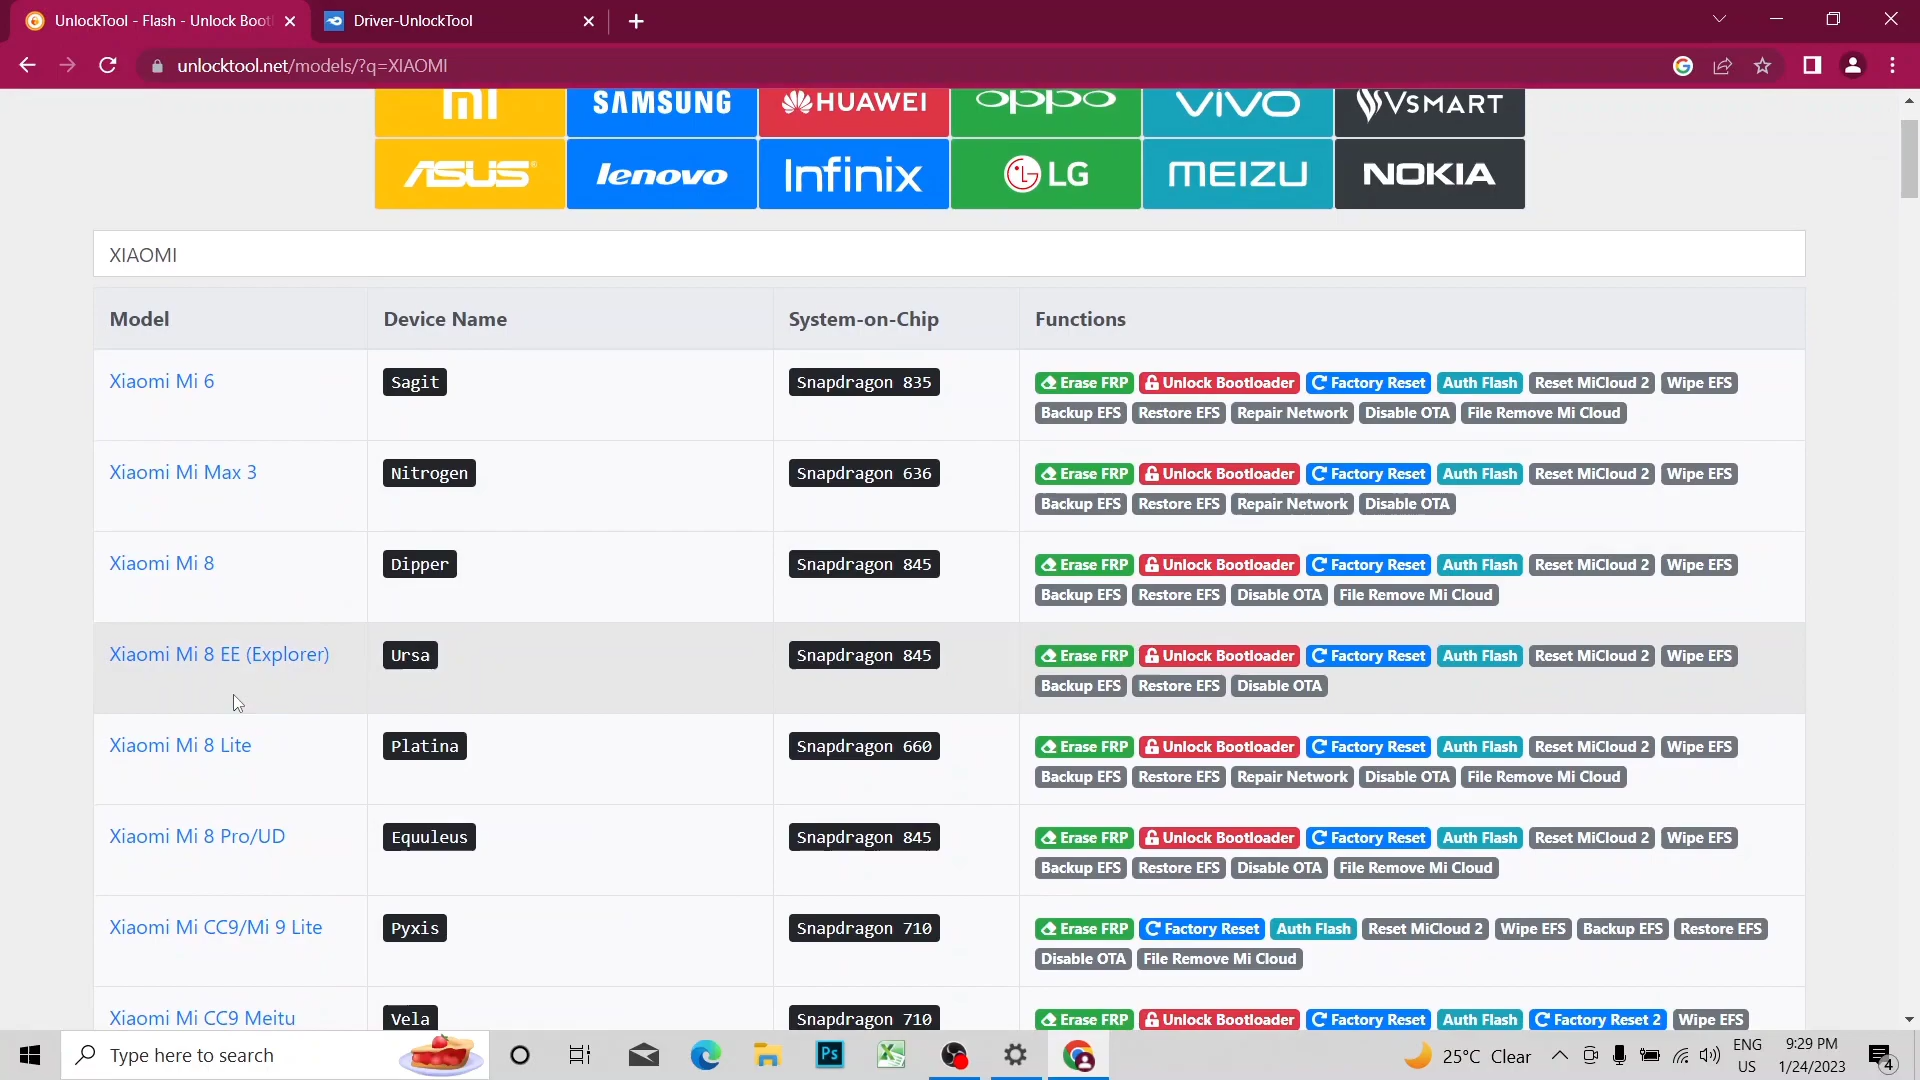 UnlockTool - Flash - Unlock Boot
Driver-UnlockTool
unlocktool.net/models/?q=XIAOMI
mi SAMSUNG HUAWEI oppo vivo VSMART
ASUS lenovo Infinix LG MEIZU NOKIA
XIAOMI
Model Device Name System-on-Chip Functions
Xiaomi Mi 6 Sagit Snapdragon 835 Erase FRP Unlock Bootloader Factory Reset Auth Flash Reset MiCloud 2 Wipe EFS
Backup EFS Restore EFS Repair Network Disable OTA File Remove Mi Cloud
Xiaomi Mi Max 3 Nitrogen Snapdragon 636 Erase FRP Unlock Bootloader Factory Reset Auth Flash Reset MiCloud 2 Wipe EFS
Backup EFS Restore EFS Repair Network Disable OTA
Xiaomi Mi 8 Dipper Snapdragon 845 Erase FRP Unlock Bootloader Factory Reset Auth Flash Reset MiCloud 2 Wipe EFS
Backup EFS Restore EFS Disable OTA File Remove Mi Cloud
Xiaomi Mi 8 EE (Explorer) Ursa Snapdragon 845 Erase FRP Unlock Bootloader Factory Reset Auth Flash Reset MiCloud 2 Wipe EFS
Backup EFS Restore EFS Disable OTA
Xiaomi Mi 8 Lite Platina Snapdragon 660 Erase FRP Unlock Bootloader Factory Reset Auth Flash Reset MiCloud 2 Wipe EFS
Backup EFS Restore EFS Repair Network Disable OTA File Remove Mi Cloud
Xiaomi Mi 8 Pro/UD Equuleus Snapdragon 845 Erase FRP Unlock Bootloader Factory Reset Auth Flash Reset MiCloud 2 Wipe EFS
Backup EFS Restore EFS Disable OTA File Remove Mi Cloud
Xiaomi Mi CC9/Mi 9 Lite Pyxis Snapdragon 710 Erase FRP Factory Reset Auth Flash Reset MiCloud 2 Wipe EFS Backup EFS Restore EFS
Disable OTA File Remove Mi Cloud
Xiaomi Mi CC9 Meitu Vela Snapdragon 710 Erase FRP Unlock Bootloader Factory Reset Auth Flash Factory Reset 2 Wipe EFS
Type here to search Ps 25°C Clear ENG 9:29 PM
US 1/24/2023 4